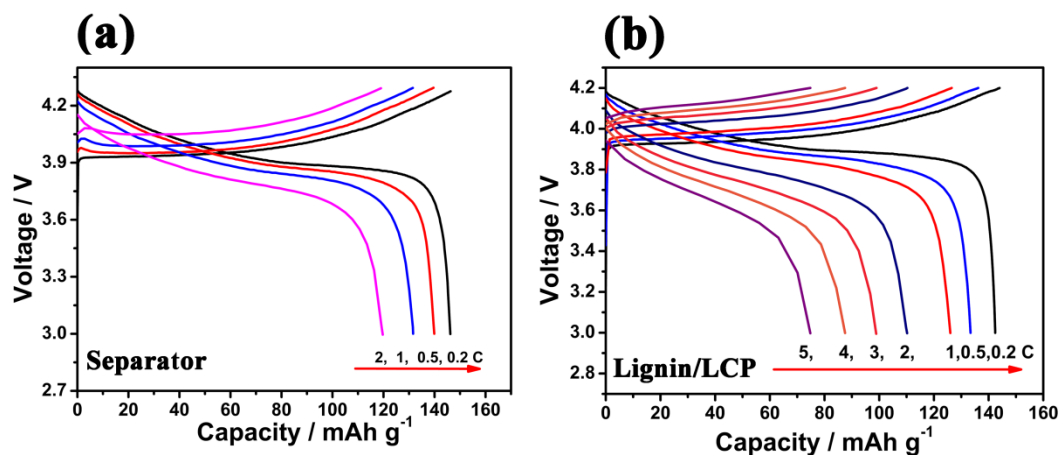 (a)
Voltage / V
4.2
3.9
3.6
3.3
3.0
2.7
Separator
2, 1, 0.5, 0.2 C
0 20 40 60 80 100 120 140 160
Capacity / mAh g-1
(b)
Voltage / V
4.2
4.0
3.8
3.6
3.4
3.2
3.0
2.8
Lignin/LCP
5, 4, 3, 2, 1,0.5,0.2 C
0 20 40 60 80 100 120 140 160
Capacity / mAh g-1